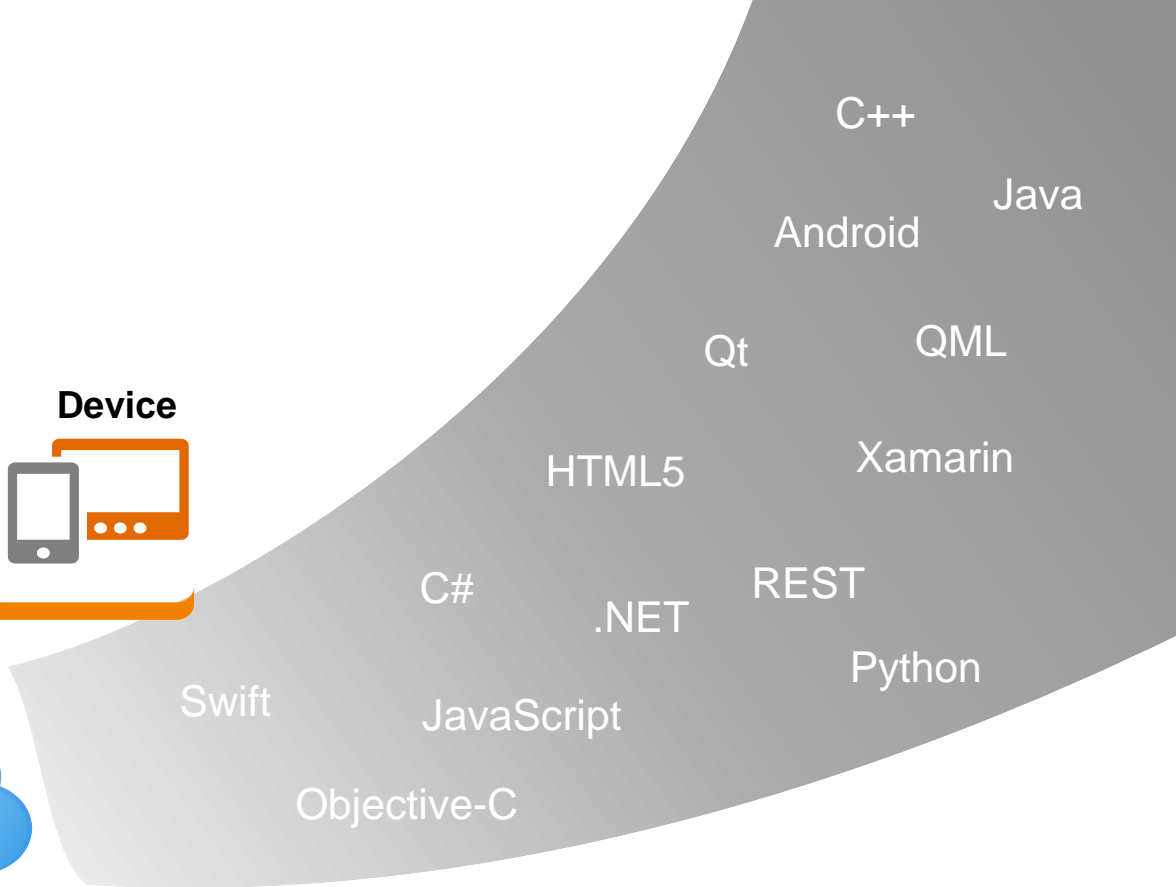 C++
Java
Android
Qt
QML
Device
HTML5
Xamarin
C#
.NET
REST
Python
Swift
JavaScript
Objective-C